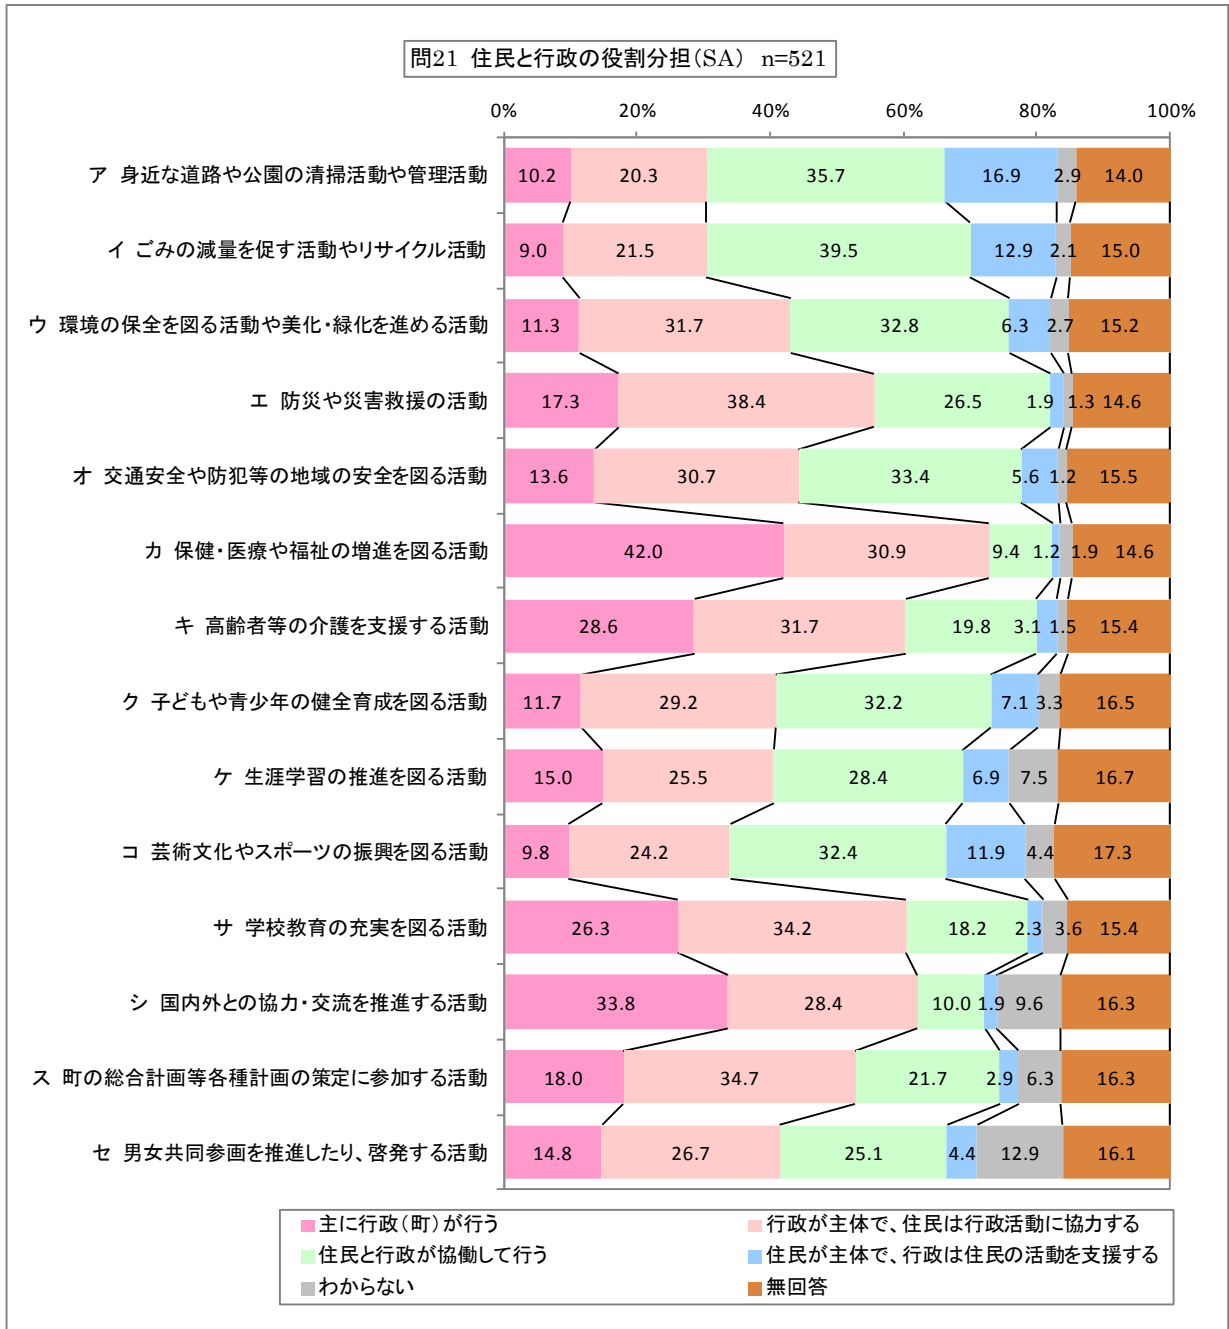 問21 住民と行政の役割分担(SA) n=521
0% 20% 40% 60% 80% 100%
ア 身近な道路や公園の清掃活動や管理活動 10.2 20.3 35.7 16.9 2.9 14.0
イ ごみの減量を促す活動やリサイクル活動 9.0 21.5 39.5 12.9 2.1 15.0
ウ 環境の保全を図る活動や美化・緑化を進める活動 11.3 31.7 32.8 6.3 2.7 15.2
エ 防災や災害救援の活動 17.3 38.4 26.5 1.9 1.3 14.6
オ 交通安全や防犯等の地域の安全を図る活動 13.6 30.7 33.4 5.6 1.2 15.5
カ 保健・医療や福祉の増進を図る活動 42.0 30.9 9.4 1.2 1.9 14.6
キ 高齢者等の介護を支援する活動 28.6 31.7 19.8 3.1 1.5 15.4
ク 子どもや青少年の健全育成を図る活動 11.7 29.2 32.2 7.1 3.3 16.5
ケ 生涯学習の推進を図る活動 15.0 25.5 28.4 6.9 7.5 16.7
コ 芸術文化やスポーツの振興を図る活動 9.8 24.2 32.4 11.9 4.4 17.3
サ 学校教育の充実を図る活動 26.3 34.2 18.2 2.3 3.6 15.4
シ 国内外との協力・交流を推進する活動 33.8 28.4 10.0 1.9 9.6 16.3
ス 町の総合計画等各種計画の策定に参加する活動 18.0 34.7 21.7 2.9 6.3 16.3
セ 男女共同参画を推進したり、啓発する活動 14.8 26.7 25.1 4.4 12.9 16.1
主に行政(町)が行う 行政が主体で、住民は行政活動に協力する
住民と行政が協働して行う 住民が主体で、行政は住民の活動を支援する
わからない 無回答